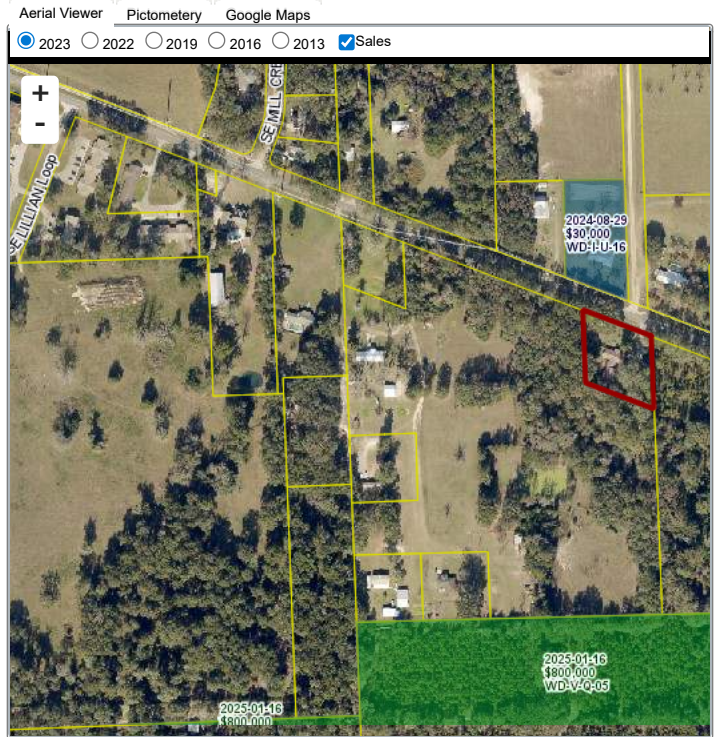 Aerial Viewer Pictometery Google Maps
2023 2022 2019 2016 2013 Sales
+
-
SE MILL CRE
SE LILLIAN Loop
2024-08-29
$30,000
WD-I-U-16
2025-01-16
$800,000
WD-V-Q-05
2025-01-16
$800,000